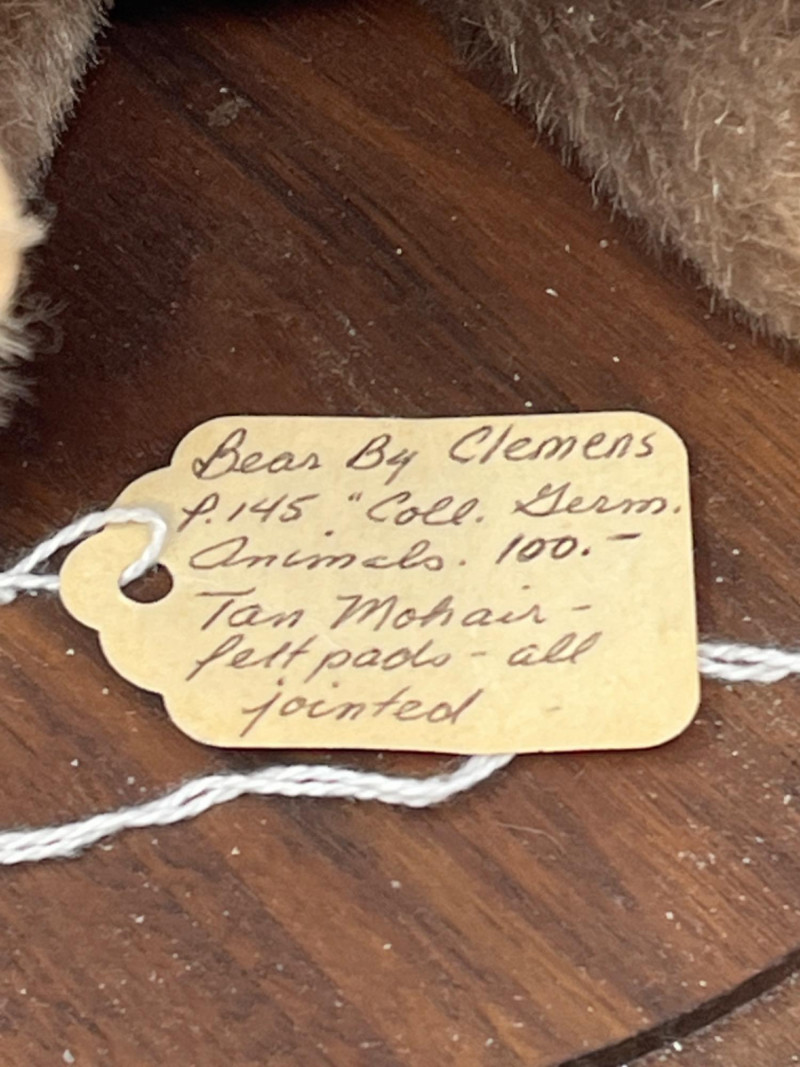 Bear By Clemens
P.145 "Coll. Germ.
Animals. 100.-
Tan Mohair -
felt pads - all
jointed